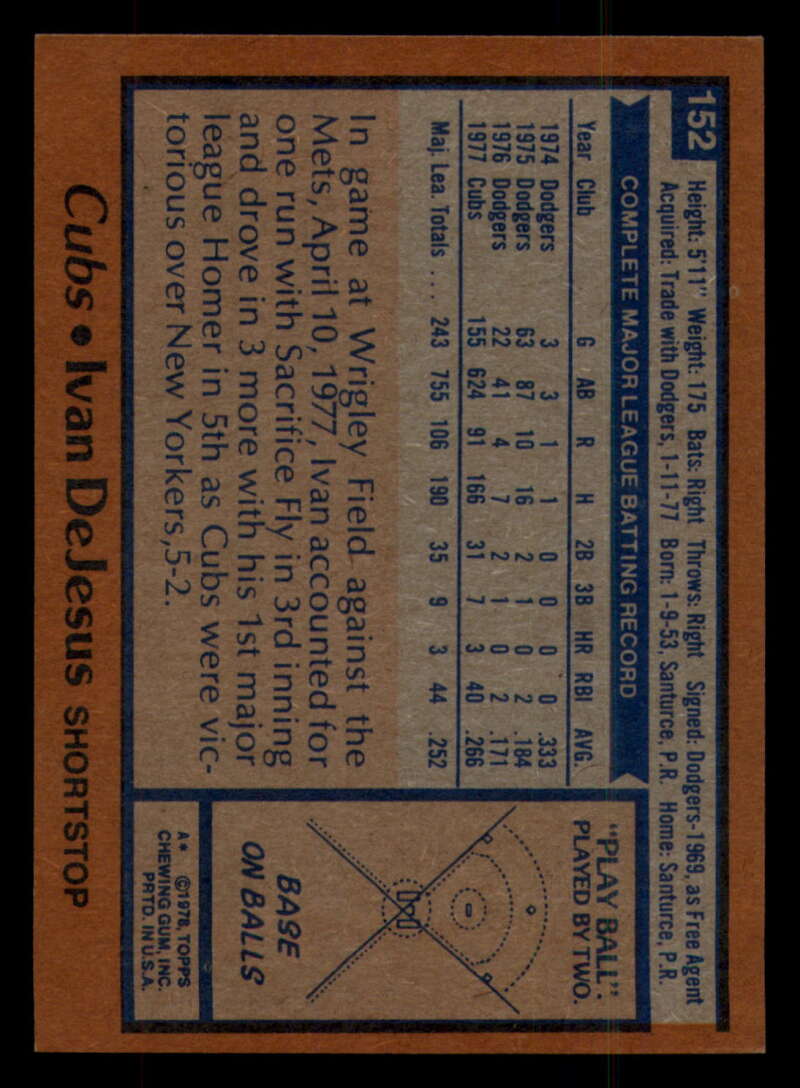 152
Height: 5'11" Weight: 175 Bats: Right Throws: Right Signed: Dodgers-1969, as Free Agent
Acquired: Trade with Dodgers, 1-11-77 Born: 1-9-53, Santurce, P.R. Home: Santurce, P.R.
COMPLETE MAJOR LEAGUE BATTING RECORD
Year Club G AB R H 2B 3B HR RBI AVG.
1974 Dodgers 3 3 1 1 0 0 0 0 .333
1975 Dodgers 63 87 10 16 2 1 0 2 .184
1976 Dodgers 22 41 4 7 2 1 0 2 .171
1977 Cubs 155 624 91 166 31 7 3 40 .266
Maj. Lea. Totals ... 243 755 106 190 35 9 3 44 .252
In game at Wrigley Field against the
Mets, April 10, 1977, Ivan accounted for
one run with Sacrifice Fly in 3rd inning
and drove in 3 more with his 1st major
league Homer in 5th as Cubs were vic-
torious over New Yorkers, 5-2.
"PLAY BALL":
PLAYED BY TWO.
BASE
ON BALLS
A* ©1978, TOPPS
CHEWING GUM, INC.
PRTD. IN U.S.A.
Cubs • Ivan DeJesus SHORTSTOP